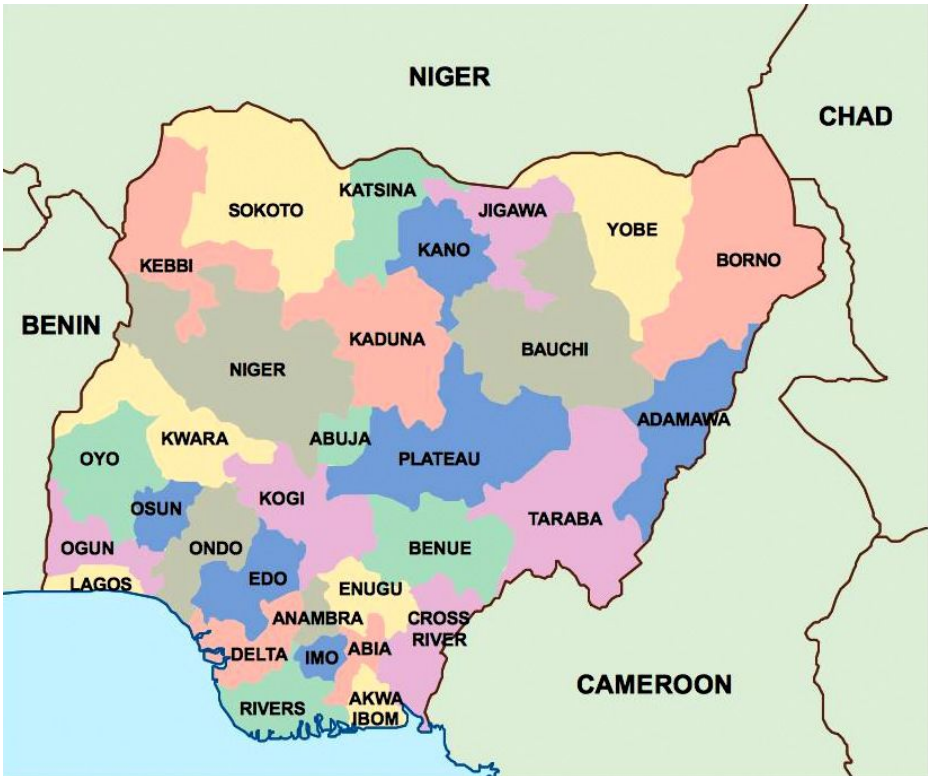 NIGER
CHAD
KATSINA
SOKOTO
JIGAWA
YOBE
KANO
BORNO
KEBBI
BENIN
KADUNA
BAUCHI
NIGER
ADAMAWA
KWARA
ABUJA
OYO
PLATEAU
KOGI
OSUN
TARABA
OGUN
ONDO
BENUE
EDO
LAGOS
ENUGU
ANAMBRA
CROSS
RIVER
DELTA
IMO
ABIA
CAMEROON
RIVERS
AKWA
IBOM